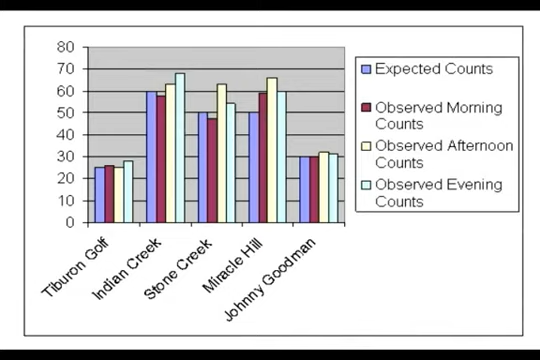 80
70
60
50
40
30
20
10
0
Tiburon Golf
Indian Creek
Stone Creek
Miracle Hill
Johnny Goodman
Expected Counts
Observed Morning
Counts
Observed Afternoon
Counts
Observed Evening
Counts